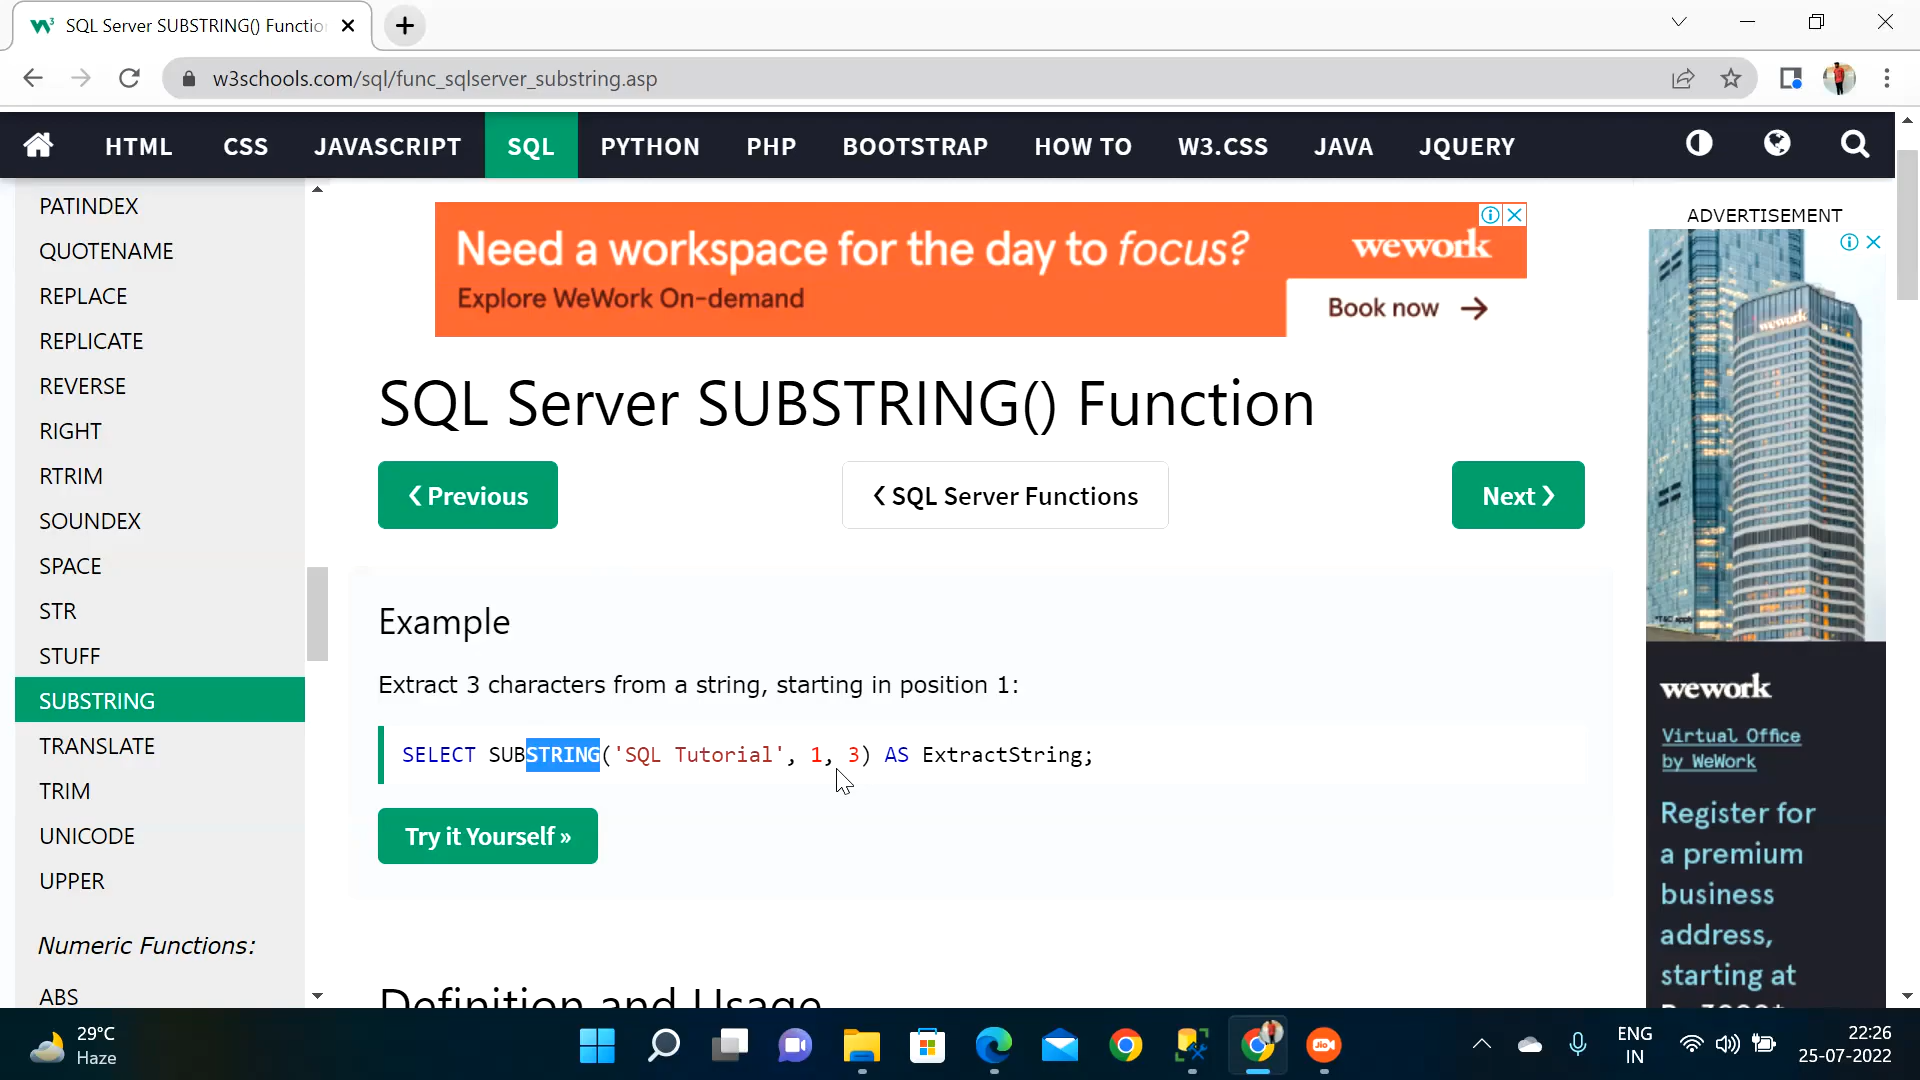 SQL Server SUBSTRING() Functio
w3schools.com/sql/func_sqlserver_substring.asp
HTML CSS JAVASCRIPT SQL PYTHON PHP BOOTSTRAP HOW TO W3.CSS JAVA JQUERY
PATINDEX
QUOTENAME
REPLACE
REPLICATE
REVERSE
RIGHT
RTRIM
SOUNDEX
SPACE
STR
STUFF
SUBSTRING
TRANSLATE
TRIM
UNICODE
UPPER
Numeric Functions:
ABS
Need a workspace for the day to focus?
Explore WeWork On-demand
wework
Book now →
SQL Server SUBSTRING() Function
❮ Previous
❮ SQL Server Functions
Next ❯
Example
Extract 3 characters from a string, starting in position 1:
SELECT SUBSTRING('SQL Tutorial', 1, 3) AS ExtractString;
Try it Yourself »
Definition and Usage
ADVERTISEMENT
wework
wework
Virtual Office
by WeWork
Register for
a premium
business
address,
starting at
29°C
Haze
Jio
ENG
IN
22:26
25-07-2022